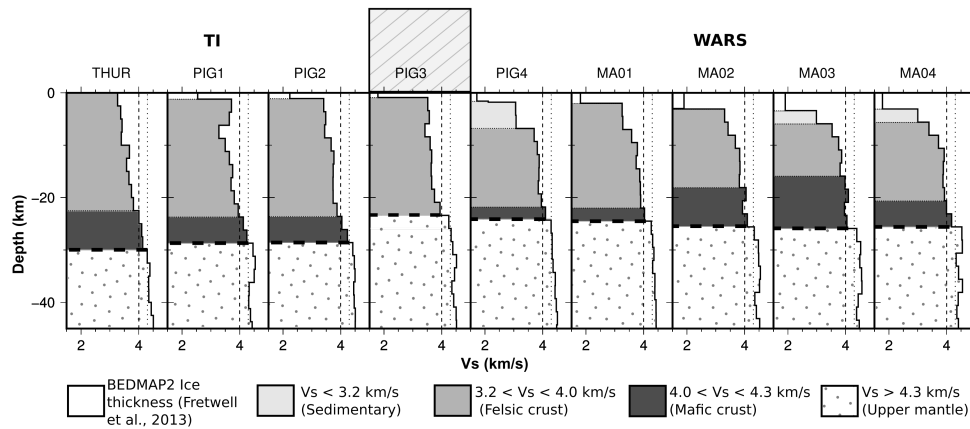 TI
WARS
THUR PIG1 PIG2 PIG3 PIG4 MA01 MA02 MA03 MA04
0
−20
−40
Depth (km)
2 4 2 4 2 4 2 4 2 4 2 4 2 4 2 4 2 4
Vs (km/s)
BEDMAP2 Ice
thickness (Fretwell
et al., 2013)
Vs < 3.2 km/s
(Sedimentary)
3.2 < Vs < 4.0 km/s
(Felsic crust)
4.0 < Vs < 4.3 km/s
(Mafic crust)
Vs > 4.3 km/s
(Upper mantle)